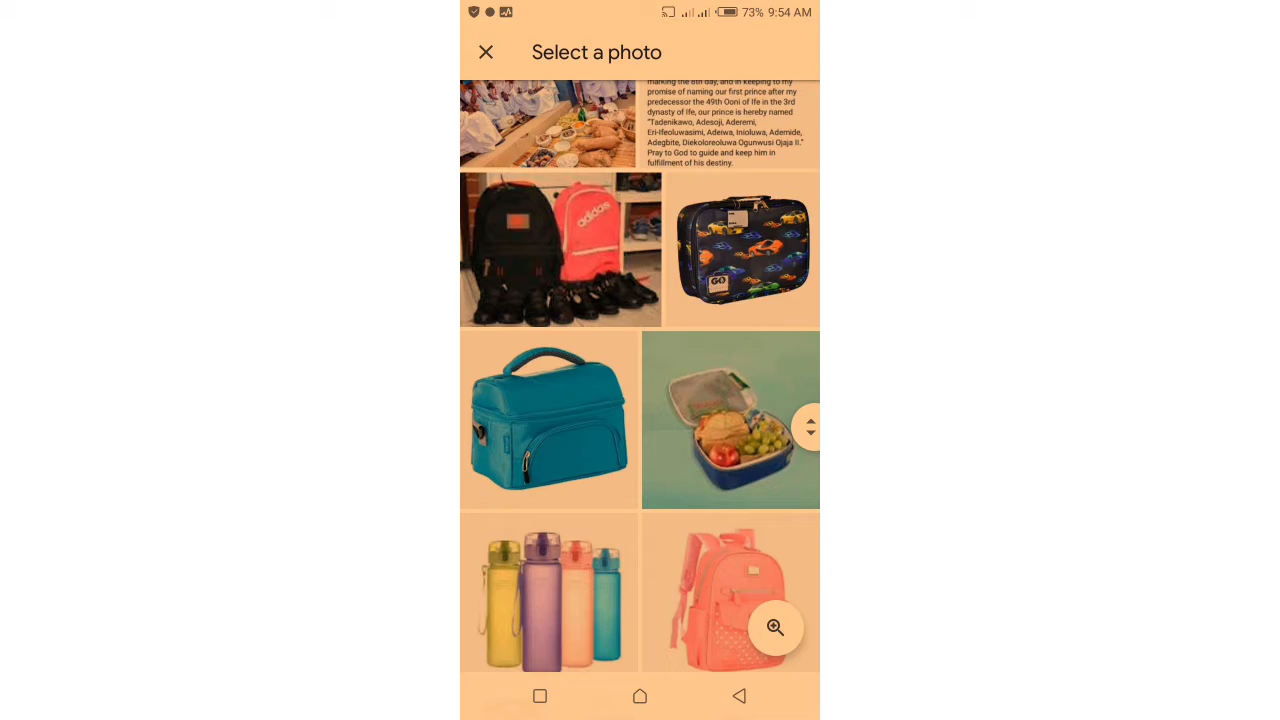 73% 9:54 AM
Select a photo
marking the 8th day, and in keeping to my
promise of naming our first prince after my
predecessor the 49th Ooni of Ife in the 3rd
dynasty of Ife, our prince is hereby named
"Tadenikawo, Adesoji, Aderemi,
Eri-Ifeoluwasimi, Adeiwa, Inioluwa, Ademide,
Adegbite, Diekoloreoluwa Ogunwusi Ojaja II."
Pray to God to guide and keep him in
fulfillment of his destiny.
adidas
GO